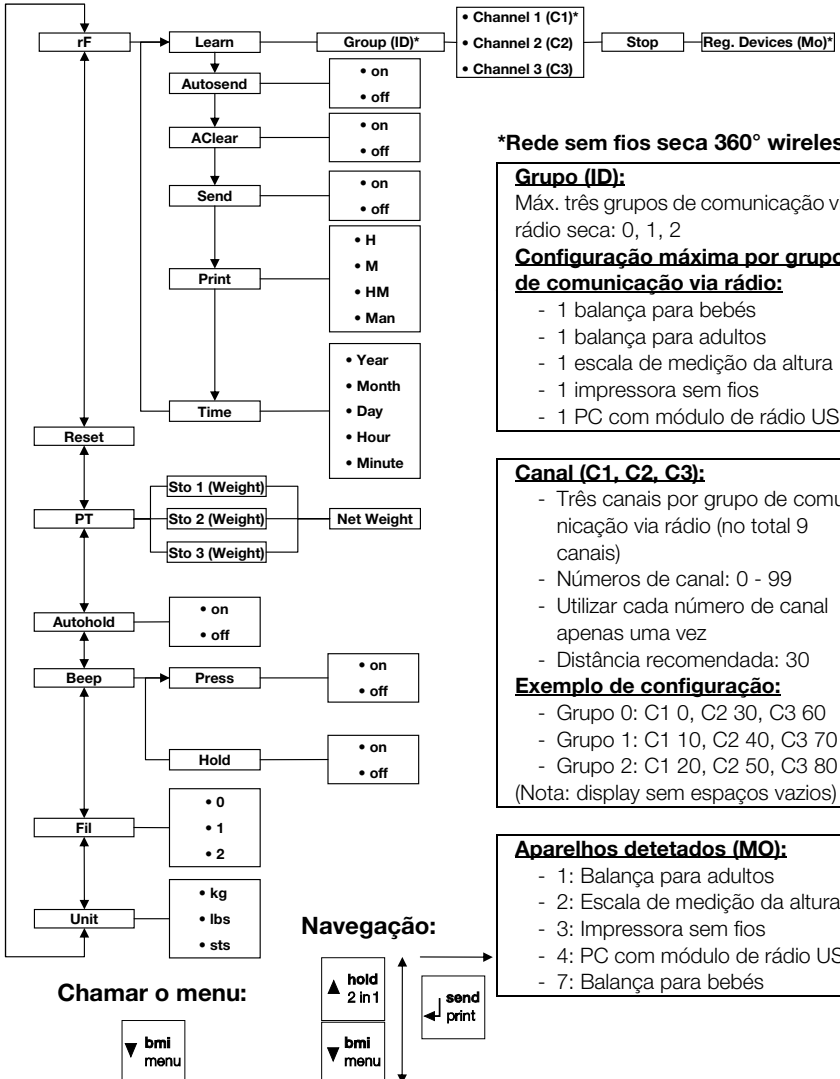 rF
Learn
Group (ID)*
• Channel 1 (C1)*
• Channel 2 (C2)
• Channel 3 (C3)
Stop
Reg. Devices (Mo)*
Autosend
• on
• off
AClear
• on
• off
Send
• on
• off
Print
• H
• M
• HM
• Man
Time
• Year
• Month
• Day
• Hour
• Minute
Reset
PT
Sto 1 (Weight)
Sto 2 (Weight)
Sto 3 (Weight)
Net Weight
Autohold
• on
• off
Beep
Press
• on
• off
Hold
• on
• off
Fil
• 0
• 1
• 2
Unit
• kg
• lbs
• sts
Chamar o menu:
bmi
menu
Navegação:
hold
2 in 1
bmi
menu
send
print
*Rede sem fios seca 360° wireles
Grupo (ID):
Máx. três grupos de comunicação v
rádio seca: 0, 1, 2
Configuração máxima por grupo
de comunicação via rádio:
- 1 balança para bebés
- 1 balança para adultos
- 1 escala de medição da altura
- 1 impressora sem fios
- 1 PC com módulo de rádio US
Canal (C1, C2, C3):
- Três canais por grupo de comu
nicação via rádio (no total 9
canais)
- Números de canal: 0 - 99
- Utilizar cada número de canal
apenas uma vez
- Distância recomendada: 30
Exemplo de configuração:
- Grupo 0: C1 0, C2 30, C3 60
- Grupo 1: C1 10, C2 40, C3 70
- Grupo 2: C1 20, C2 50, C3 80
(Nota: display sem espaços vazios)
Aparelhos detetados (MO):
- 1: Balança para adultos
- 2: Escala de medição da altura
- 3: Impressora sem fios
- 4: PC com módulo de rádio US
- 7: Balança para bebés